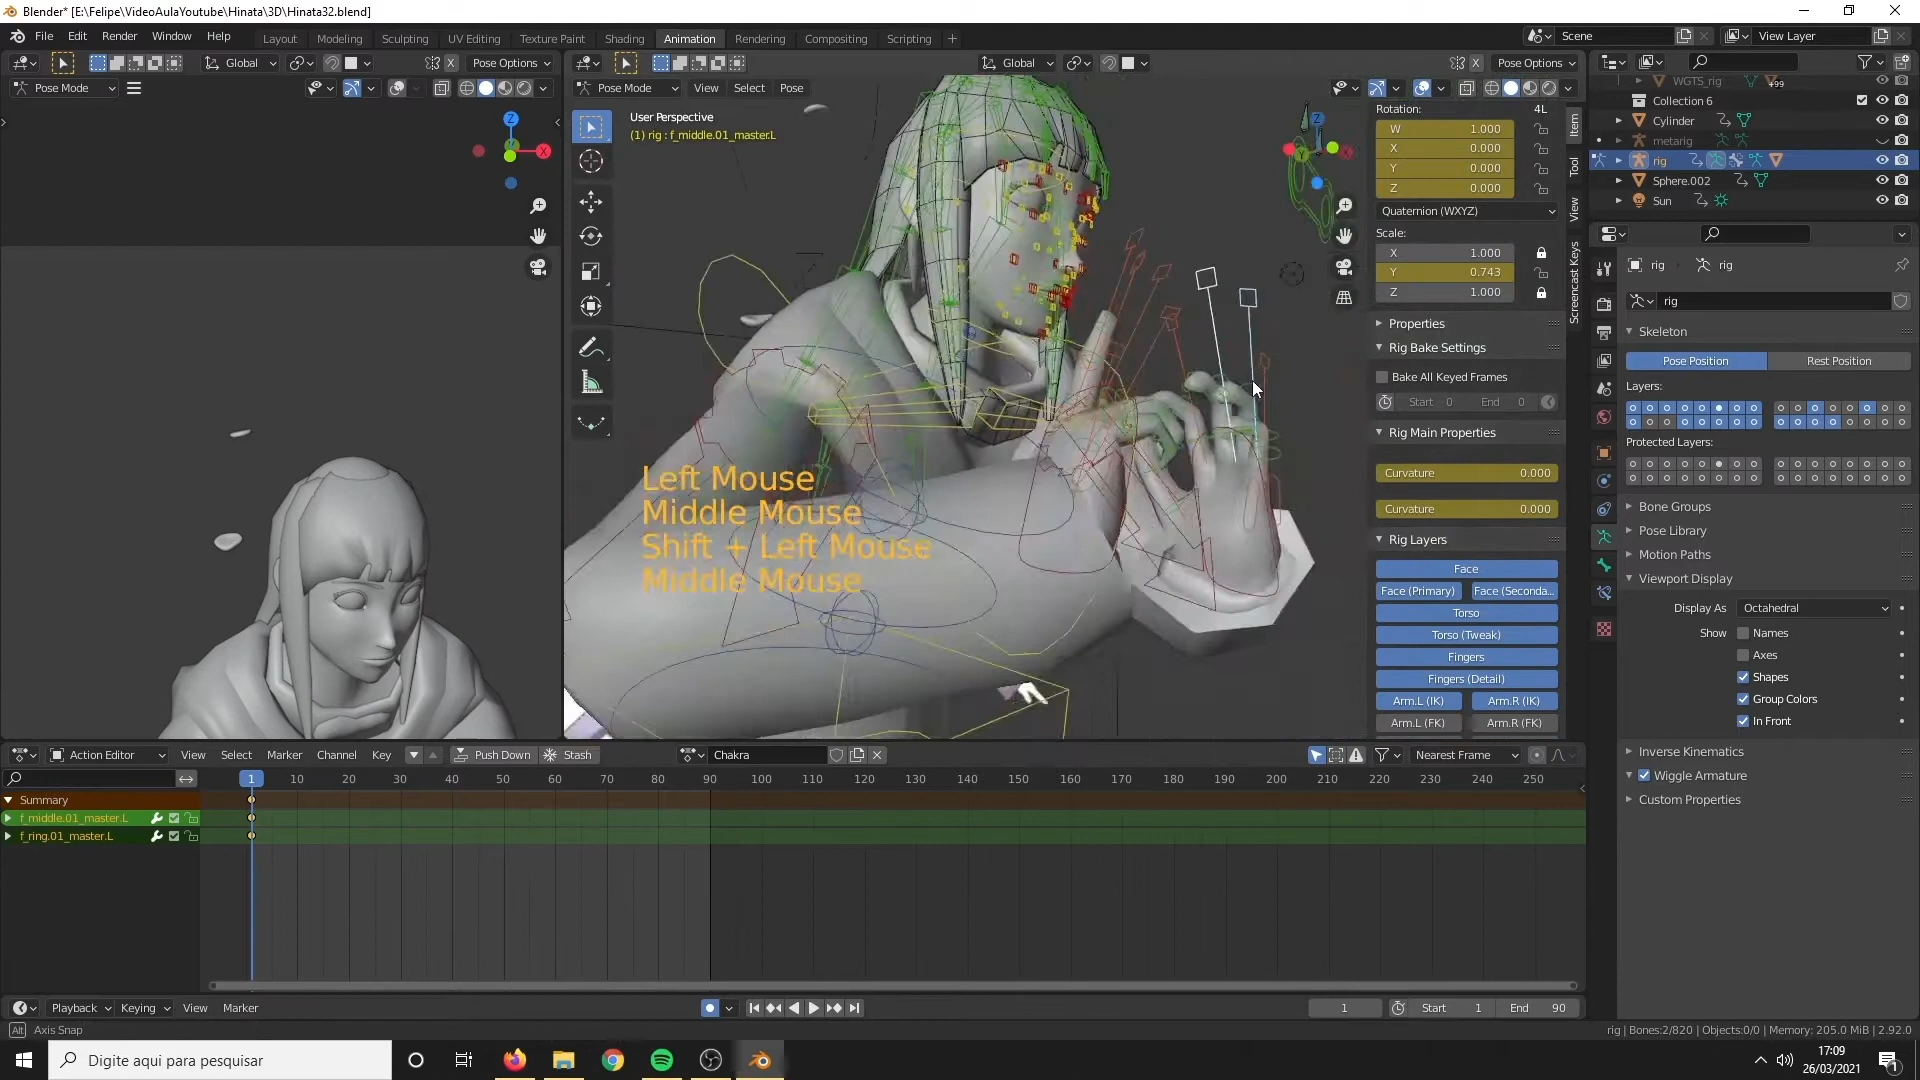 Blender* [E:\Felipe\VideoAulaYoutube\Hinata\3D\Hinata32.blend]
File Edit Render Window Help
Layout Modeling Sculpting UV Editing Texture Paint Shading Animation Rendering Compositing Scripting +
Scene
View Layer
Global
Pose Options
Global
Pose Options
Pose Mode
Pose Mode View Select Pose
User Perspective
(1) rig : f_middle.01_master.L
Z
X
Z
Left Mouse
Middle Mouse
Shift + Left Mouse
Middle Mouse
Rotation: 4L
W 1.000
X 0.000
Y 0.000
Z 0.000
Quaternion (WXYZ)
Scale:
X 1.000
Y 0.743
Z 1.000
Properties
Rig Bake Settings
Bake All Keyed Frames
Start 0 End 0
Rig Main Properties
Curvature 0.000
Curvature 0.000
Rig Layers
Face
Face (Primary) Face (Seconda...
Torso
Torso (Tweak)
Fingers
Fingers (Detail)
Arm.L (IK) Arm.R (IK)
Arm.L (FK) Arm.R (FK)
Item
Tool
View
Screencast Keys
WGTS_rig +99
Collection 6
Cylinder
metarig
rig
Sphere.002
Sun
rig rig
rig
Skeleton
Pose Position Rest Position
Layers:
Protected Layers:
Bone Groups
Pose Library
Motion Paths
Viewport Display
Display As Octahedral
Show Names
Axes
Shapes
Group Colors
In Front
Inverse Kinematics
Wiggle Armature
Custom Properties
Action Editor View Select Marker Channel Key Push Down Stash Chakra Nearest Frame
1 10 20 30 40 50 60 70 80 90 100 110 120 130 140 150 160 170 180 190 200 210 220 230 240 250
Summary
f_middle.01_master.L
f_ring.01_master.L
Playback Keying View Marker 1 Start 1 End 90
Alt Axis Snap
rig | Bones:2/820 | Objects:0/0 | Memory: 205.0 MiB | 2.92.0
Digite aqui para pesquisar
17:09
26/03/2021
1